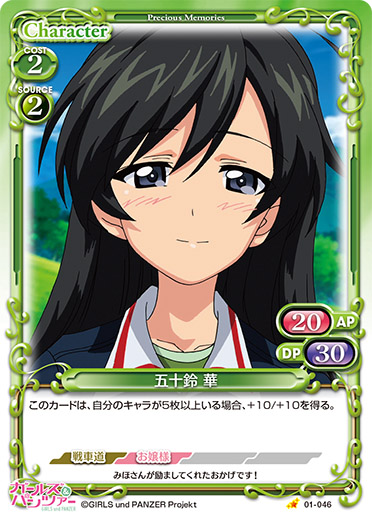 Precious Memories
Character
COST
2
SOURCE
2
20 AP
DP 30
五十鈴 華
このカードは、自分のキャラが5枚以上いる場合、+10/+10を得る。
戦車道 お嬢様
みほさんが励ましてくれたおかげです!
ガールズ&パンツァー
GIRLS und PANZER
©GIRLS und PANZER Projekt
01-046